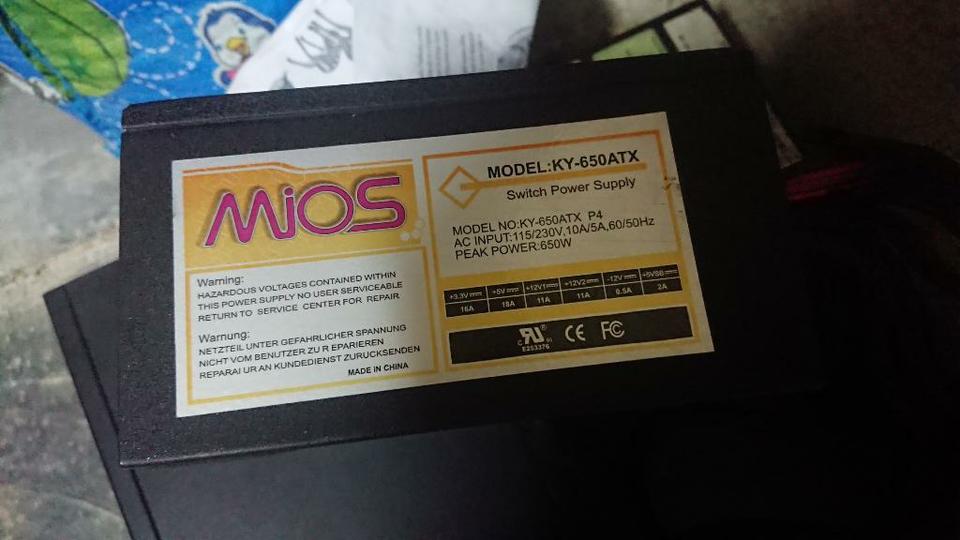 MiOS
Warning:
HAZARDOUS VOLTAGES CONTAINED WITHIN
THIS POWER SUPPLY NO USER SERVICEABLE
RETURN TO SERVICE CENTER FOR REPAIR
Warnung:
NETZTEIL UNTER GEFAHRLICHER SPANNUNG
NICHT VOM BENUTZER ZU R EPARIEREN
REPARAI UR AN KUNDEDIENST ZURUCKSENDEN
MADE IN CHINA
MODEL:KY-650ATX
Switch Power Supply
MODEL NO:KY-650ATX P4
AC INPUT:115/230V,10A/5A,60/50Hz
PEAK POWER:650W
+3.3V +5V +12V1 +12V2 -12V +5VSB
16A 18A 11A 11A 0.5A 2A
RU ® CE FC
E253376